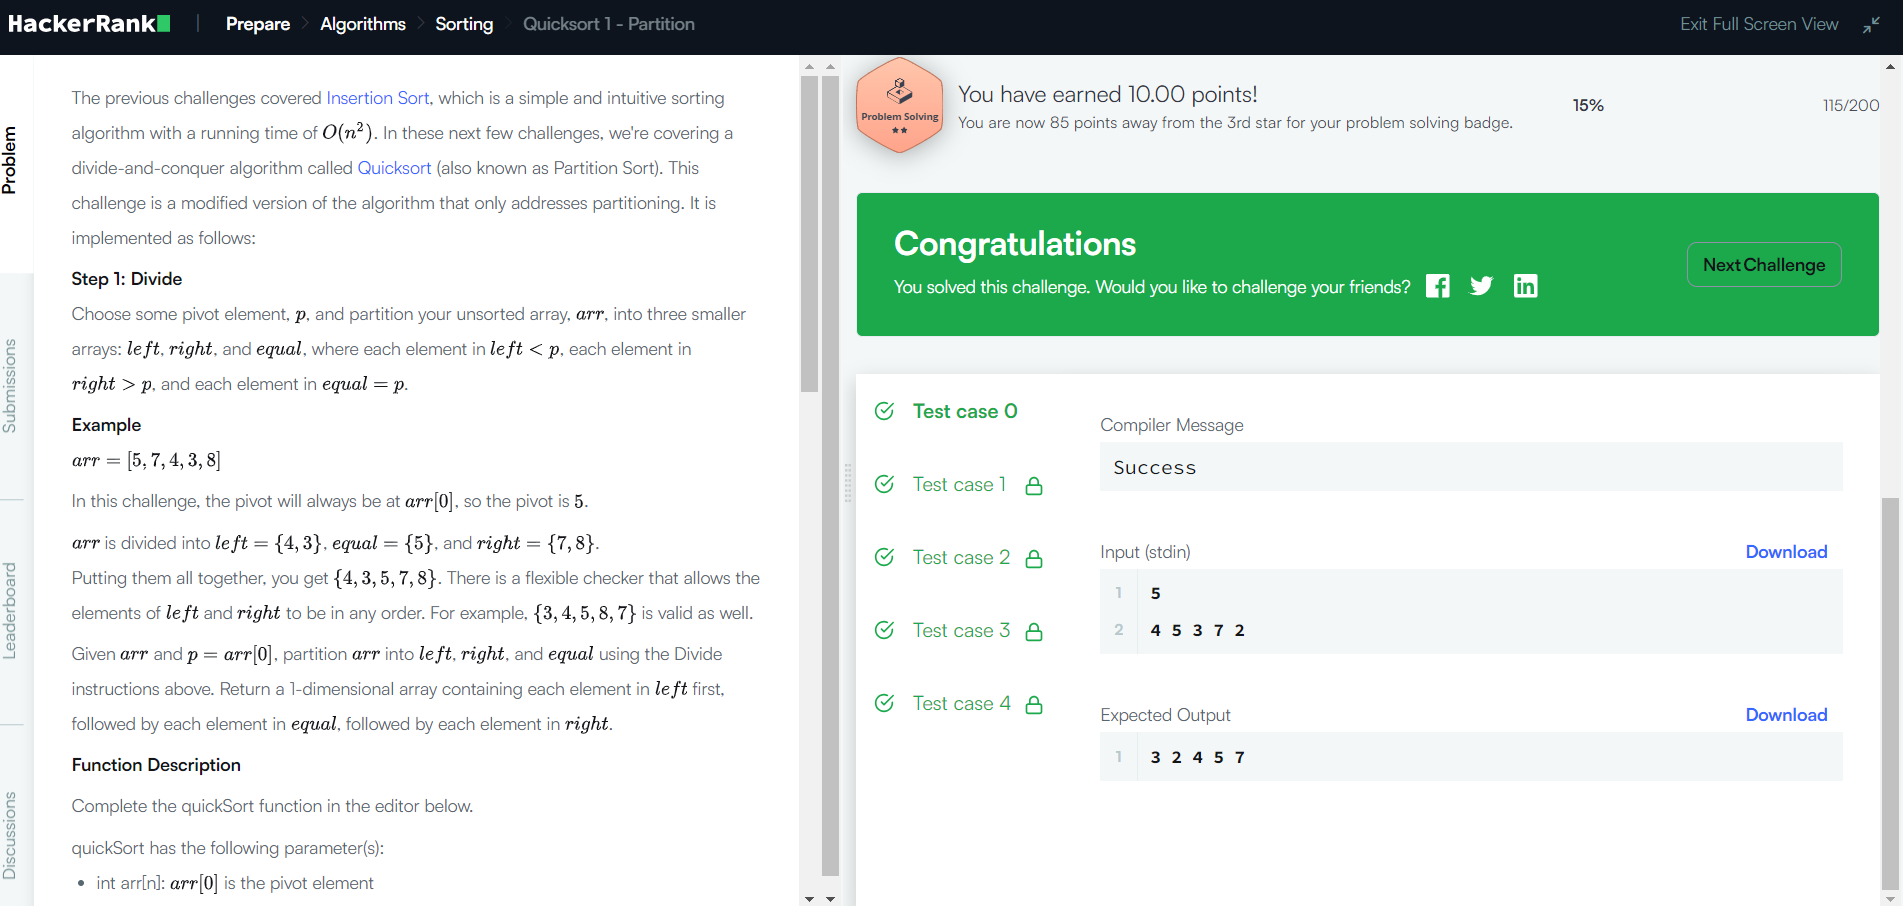 HackerRank
Prepare
Algorithms
Sorting
Quicksort 1 - Partition
Exit Full Screen View
Problem
Submissions
Leaderboard
Discussions
The previous challenges covered Insertion Sort, which is a simple and intuitive sorting
algorithm with a running time of O(n²). In these next few challenges, we're covering a
divide-and-conquer algorithm called Quicksort (also known as Partition Sort). This
challenge is a modified version of the algorithm that only addresses partitioning. It is
implemented as follows:
Step 1: Divide
Choose some pivot element, p, and partition your unsorted array, arr, into three smaller
arrays: left, right, and equal, where each element in left < p, each element in
right > p, and each element in equal = p.
Example
arr = [5, 7, 4, 3, 8]
In this challenge, the pivot will always be at arr[0], so the pivot is 5.
arr is divided into left = {4, 3}, equal = {5}, and right = {7, 8}.
Putting them all together, you get {4, 3, 5, 7, 8}. There is a flexible checker that allows the
elements of left and right to be in any order. For example, {3, 4, 5, 8, 7} is valid as well.
Given arr and p = arr[0], partition arr into left, right, and equal using the Divide
instructions above. Return a 1-dimensional array containing each element in left first,
followed by each element in equal, followed by each element in right.
Function Description
Complete the quickSort function in the editor below.
quickSort has the following parameter(s):
• int arr[n]: arr[0] is the pivot element
Problem Solving
★★
You have earned 10.00 points!
You are now 85 points away from the 3rd star for your problem solving badge.
15%
115/200
Congratulations
You solved this challenge. Would you like to challenge your friends?
Next Challenge
Test case 0
Test case 1
Test case 2
Test case 3
Test case 4
Compiler Message
Success
Input (stdin)
Download
1 5
2 4 5 3 7 2
Expected Output
Download
1 3 2 4 5 7